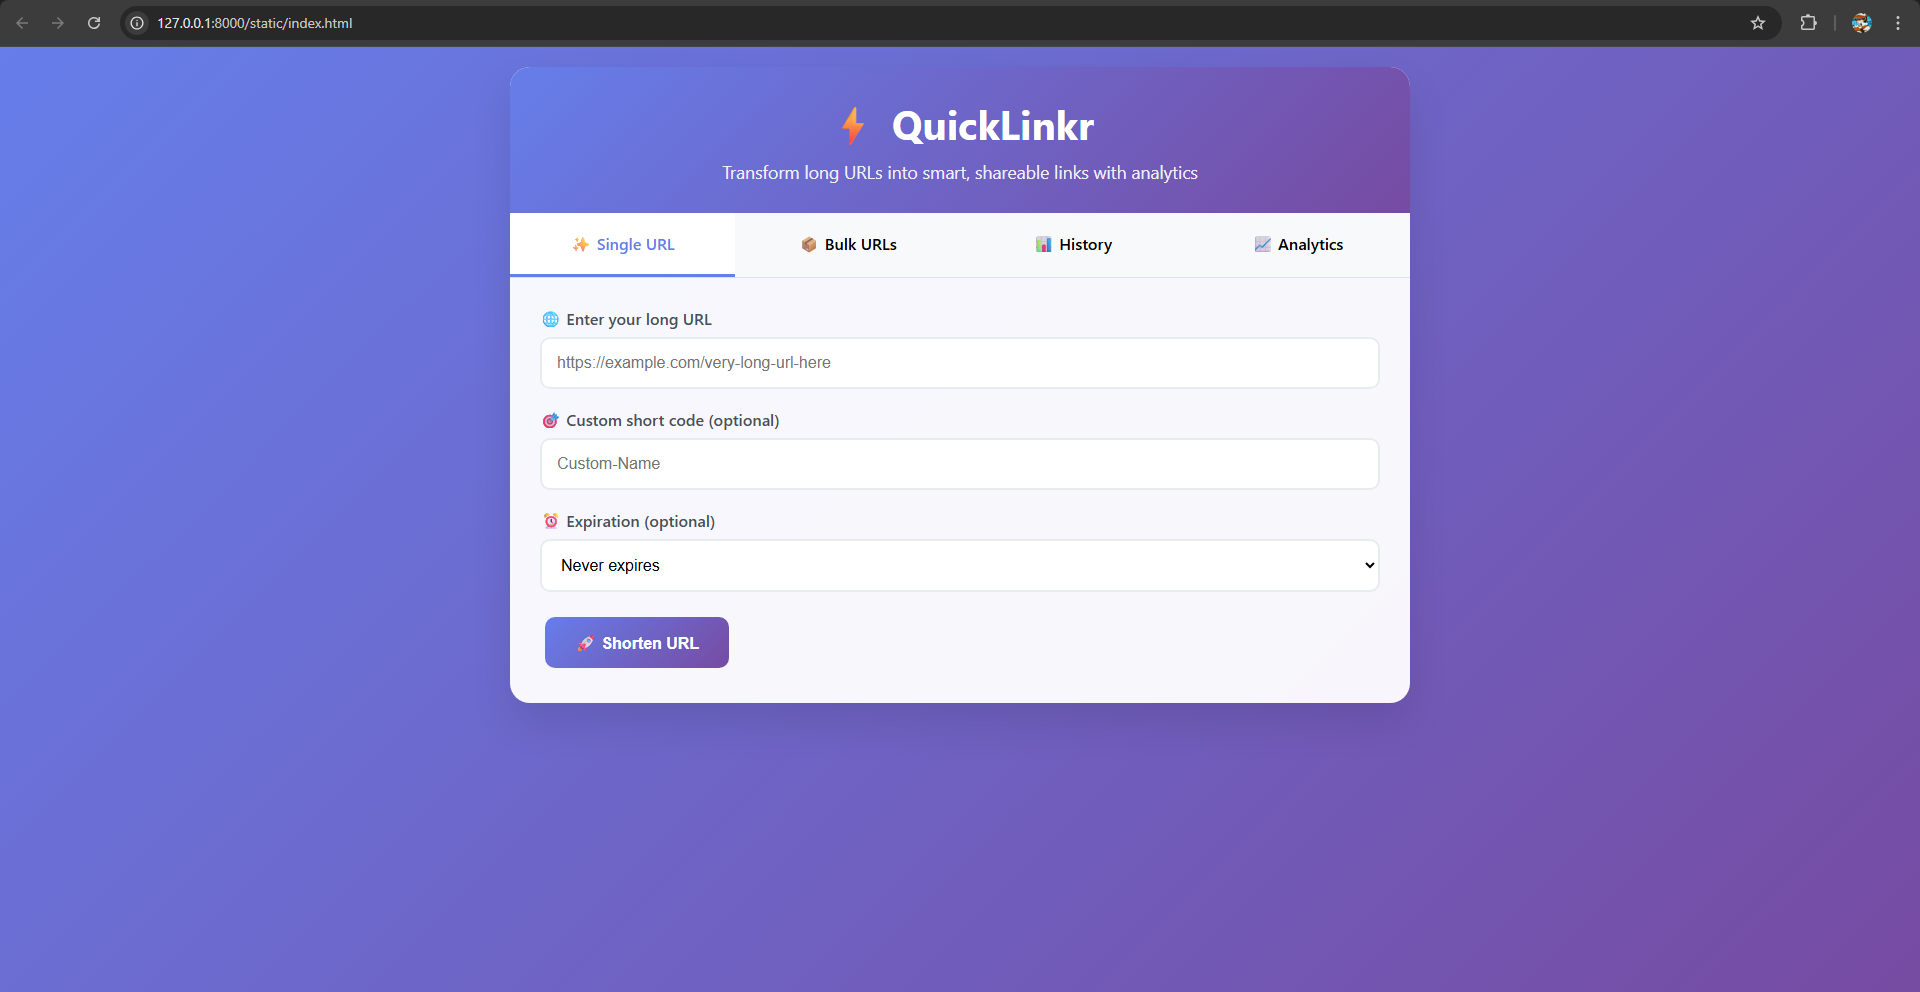 127.0.0.1:8000/static/index.html
⚡ QuickLinkr
Transform long URLs into smart, shareable links with analytics
✨ Single URL
📦 Bulk URLs
📊 History
📈 Analytics
🌐 Enter your long URL
https://example.com/very-long-url-here
🎯 Custom short code (optional)
Custom-Name
⏰ Expiration (optional)
Never expires
🚀 Shorten URL